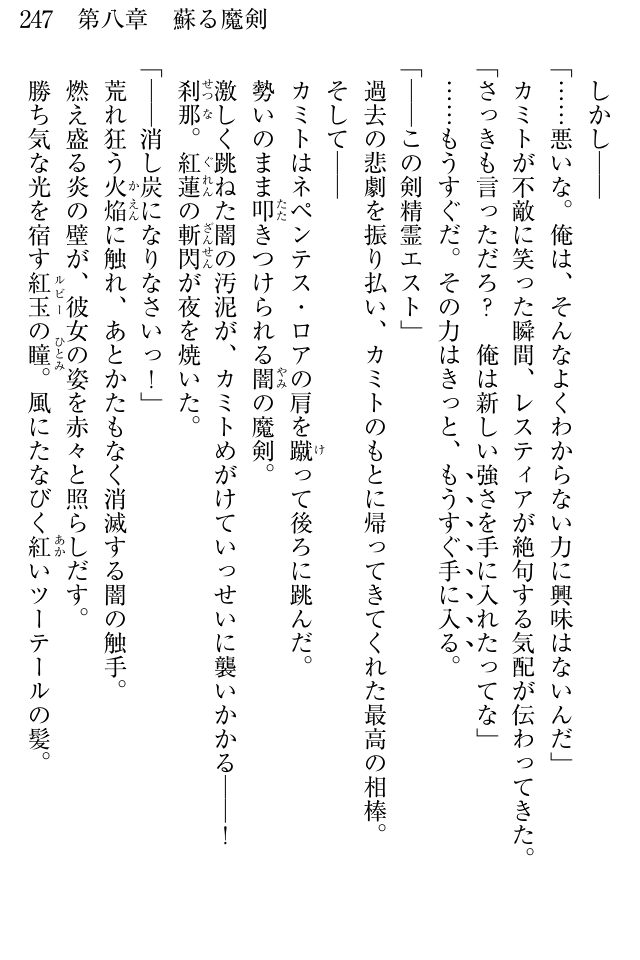 247　第八章　蘇る魔剣
しかし――
「……悪いな。俺は、そんなよくわからない力に興味はないんだ」
カミトが不敵に笑った瞬間、レスティアが絶句する気配が伝わってきた。
「さっきも言っただろ?　俺は新しい強さを手に入れたってな」
……もうすぐだ。その力はきっと、もうすぐ手に入る。
「――この剣精霊エスト」
過去の悲劇を振り払い、カミトのもとに帰ってきてくれた最高の相棒。
そして――
カミトはネペンテス・ロアの肩を蹴って後ろに跳んだ。
勢いのまま叩きつけられる闇の魔剣。
激しく跳ねた闇の汚泥が、カミトめがけていっせいに襲いかかる――!
刹那。紅蓮の斬閃が夜を焼いた。
「――消し炭になりなさいっ!」
荒れ狂う火焔に触れ、あとかたもなく消滅する闇の触手。
燃え盛る炎の壁が、彼女の姿を赤々と照らしだす。
勝ち気な光を宿す紅玉の瞳。風にたなびく紅いツーテールの髪。